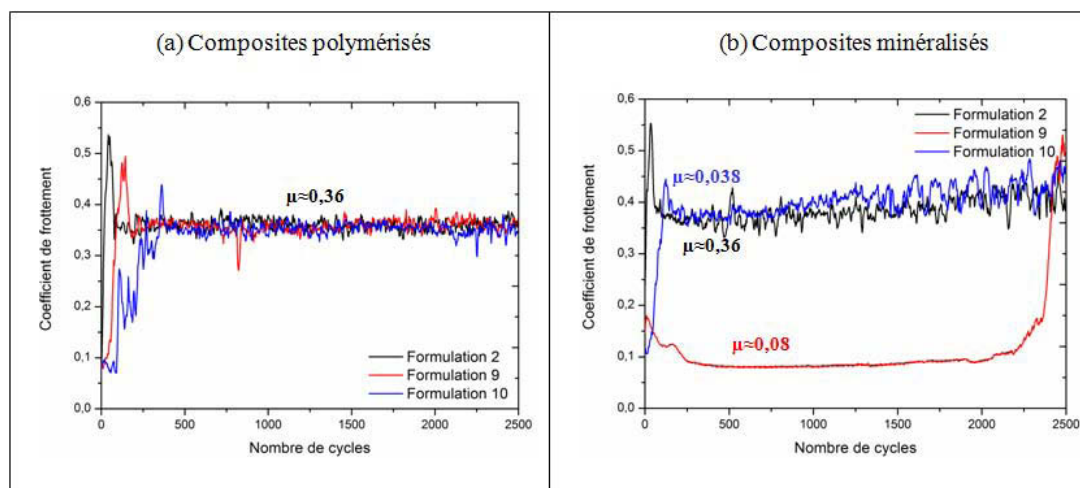 (a) Composites polymérisés
0,6
0,5
0,4
0,3
0,2
0,1
0,0
Coefficient de frottement
μ≈0,36
Formulation 2
Formulation 9
Formulation 10
0 500 1000 1500 2000 2500
Nombre de cycles
(b) Composites minéralisés
0,6
0,5
0,4
0,3
0,2
0,1
0,0
Coefficient de frottement
Formulation 2
Formulation 9
Formulation 10
μ≈0,038
μ≈0,36
μ≈0,08
0 500 1000 1500 2000 2500
Nombre de cycles